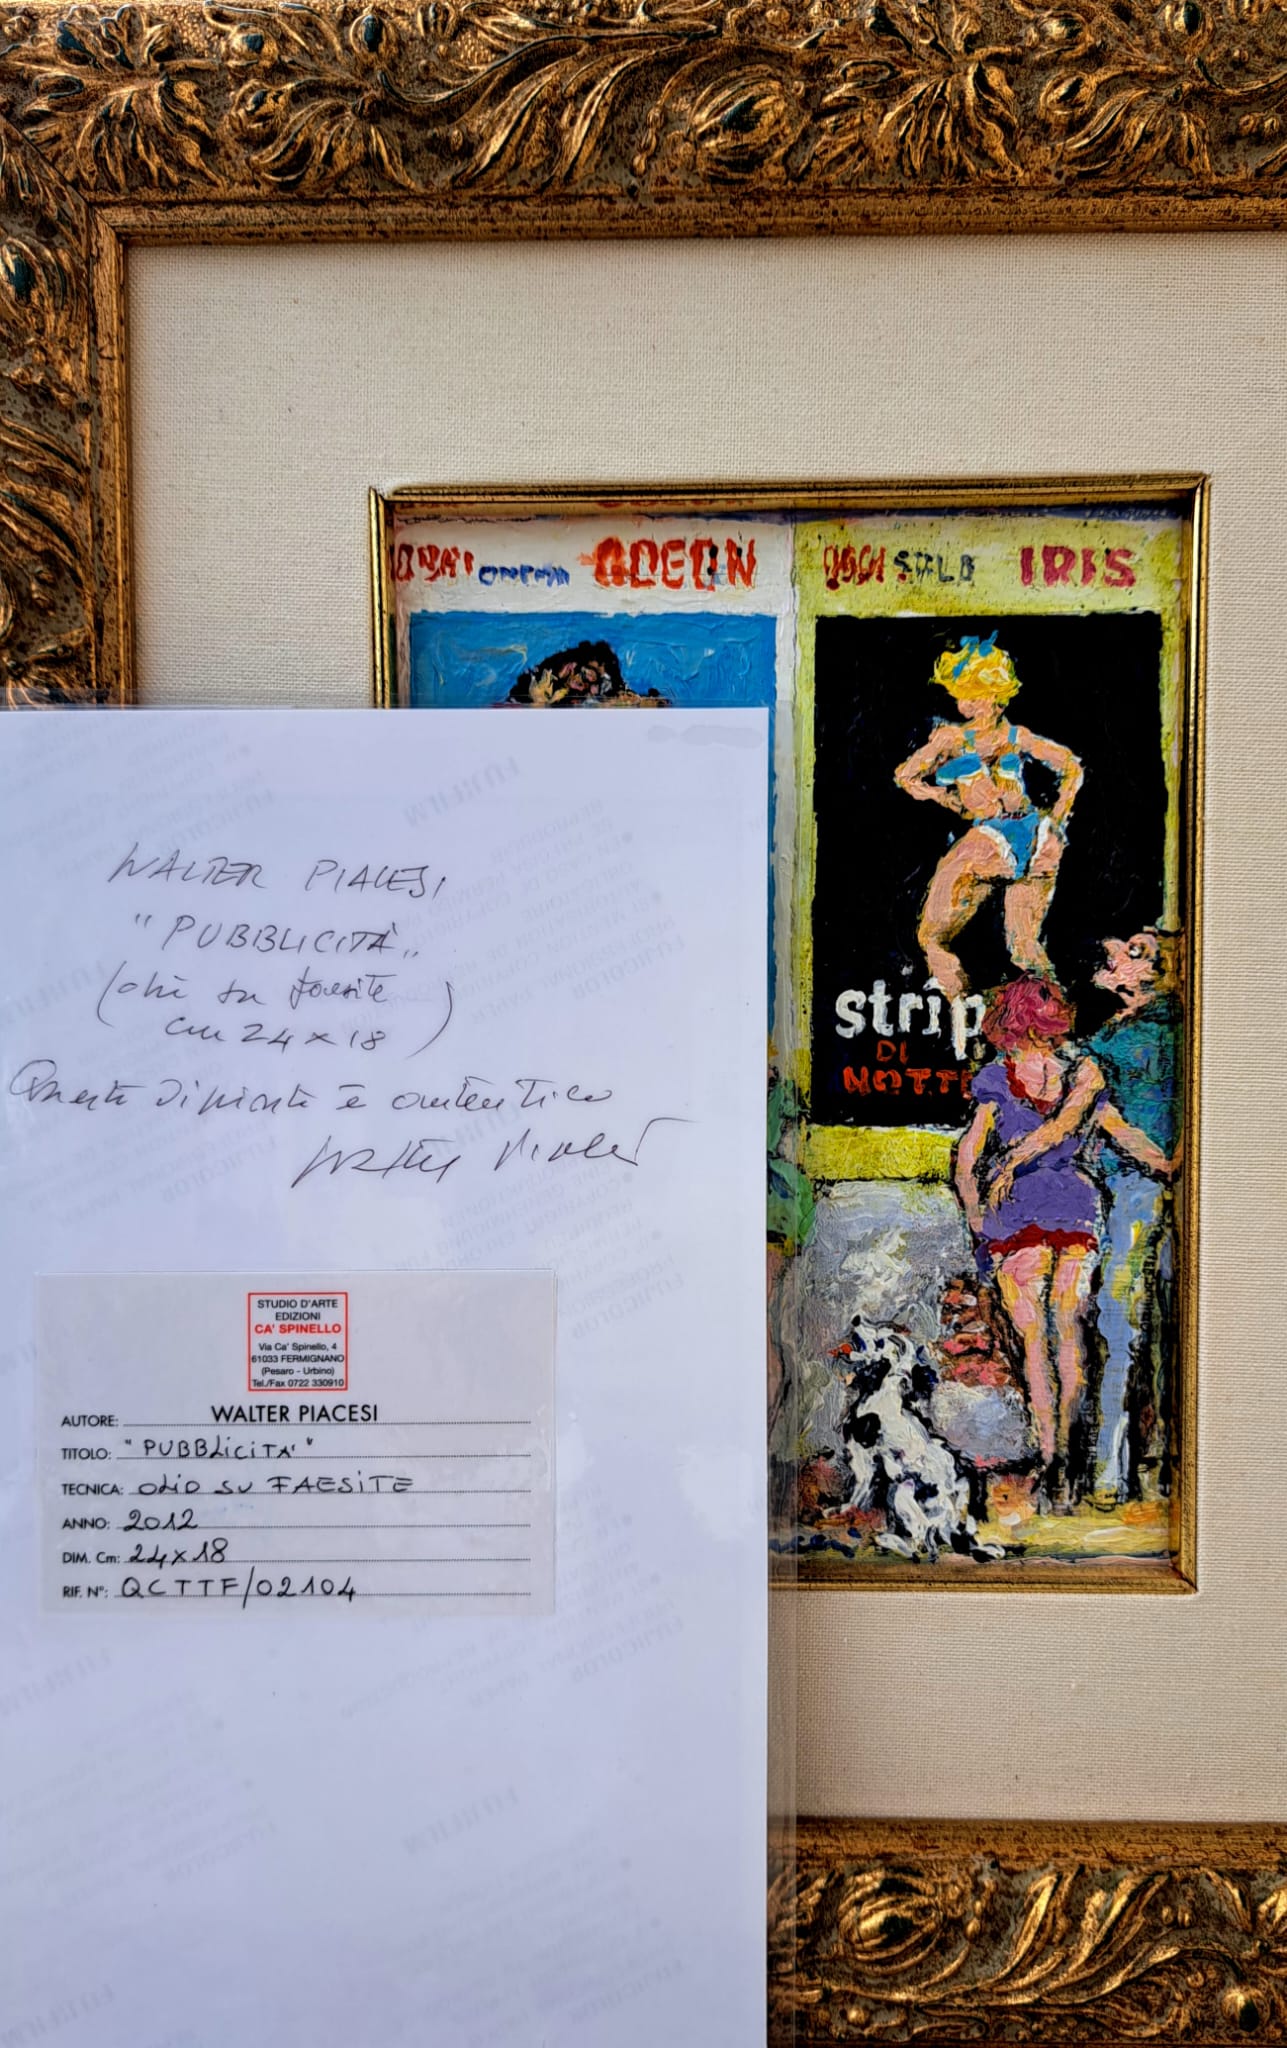 ODEON
SOLO IRIS
strip
DI
NOTTE
WALTER PIACESI
"PUBBLICITÀ"
(olio su faesite
cm 24 x 18)
Questo dipinto è autentico
STUDIO D'ARTE
EDIZIONI
CA' SPINELLO
Via Ca' Spinello, 4
61033 FERMIGNANO
(Pesaro - Urbino)
Tel./Fax 0722 330910
AUTORE: WALTER PIACESI
TITOLO: "PUBBLICITA'"
TECNICA: OLIO SU FAESITE
ANNO: 2012
DIM. Cm: 24x18
RIF. N°: QCTTF/02104